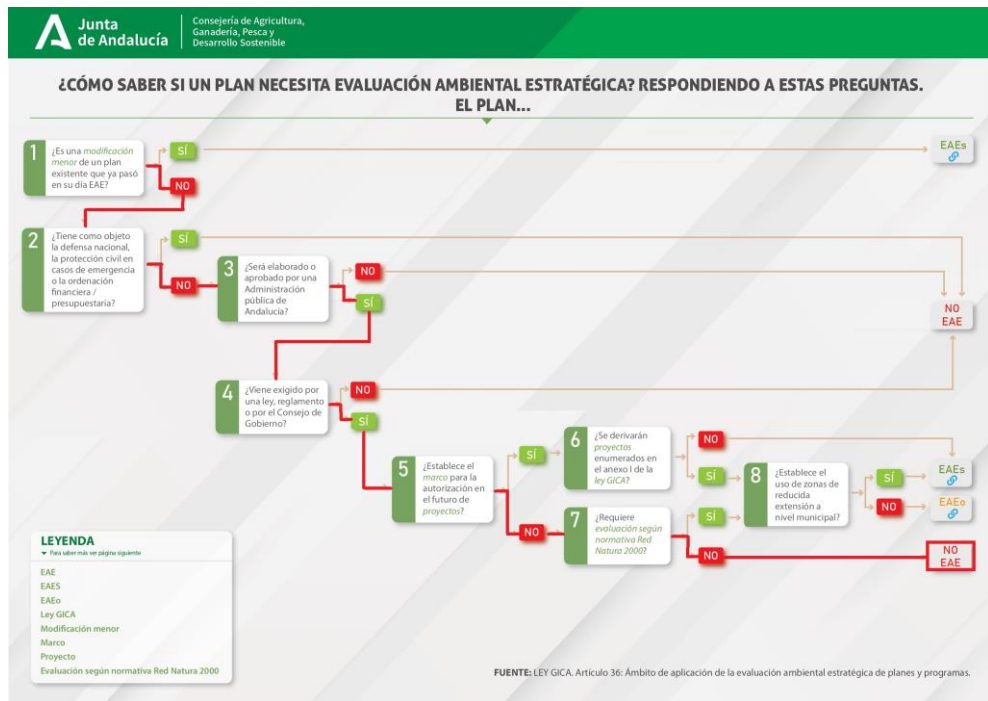 Junta
de Andalucía
Consejería de Agricultura,
Ganadería, Pesca y
Desarrollo Sostenible
¿CÓMO SABER SI UN PLAN NECESITA EVALUACIÓN AMBIENTAL ESTRATÉGICA? RESPONDIENDO A ESTAS PREGUNTAS.
EL PLAN...
1
¿Es una modificación
menor de un plan
existente que ya pasó
en su día EAE?
SÍ
NO
EAEs
2
¿Tiene como objeto
la defensa nacional,
la protección civil en
casos de emergencia
o la ordenación
financiera /
presupuestaria?
SÍ
NO
3
¿Será elaborado o
aprobado por una
Administración
pública de
Andalucía?
NO
SÍ
NO
EAE
4
¿Viene exigido por
una ley, reglamento
o por el Consejo de
Gobierno?
NO
SÍ
5
¿Establece el
marco para la
autorización en
el futuro de
proyectos?
SÍ
NO
6
¿Se derivarán
proyectos
enumerados en
el anexo I de la
ley GICA?
NO
SÍ
7
¿Requiere
evaluación según
normativa Red
Natura 2000?
SÍ
NO
8
¿Establece el
uso de zonas de
reducida
extensión a
nivel municipal?
SÍ
NO
EAEs
EAEo
NO
EAE
LEYENDA
Para saber más ver página siguiente
EAE
EAES
EAEo
Ley GICA
Modificación menor
Marco
Proyecto
Evaluación según normativa Red Natura 2000
FUENTE: LEY GICA. Artículo 36: Ámbito de aplicación de la evaluación ambiental estratégica de planes y programas.